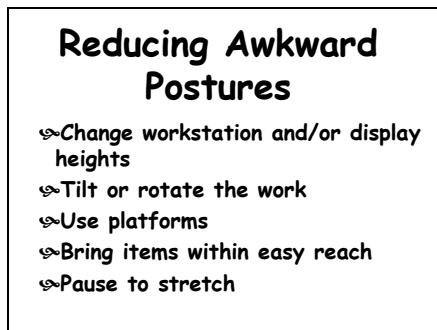 Reducing Awkward
Postures
Change workstation and/or display
heights
Tilt or rotate the work
Use platforms
Bring items within easy reach
Pause to stretch